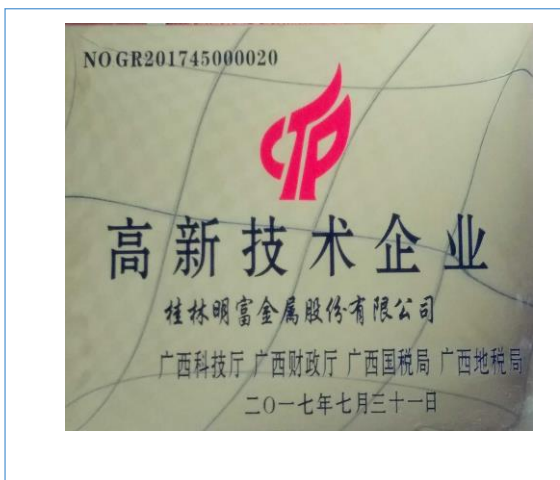 NO GR201745000020
CTP
高新技术企业
桂林明富金属股份有限公司
广西科技厅 广西财政厅 广西国税局 广西地税局
二〇一七年七月三十一日